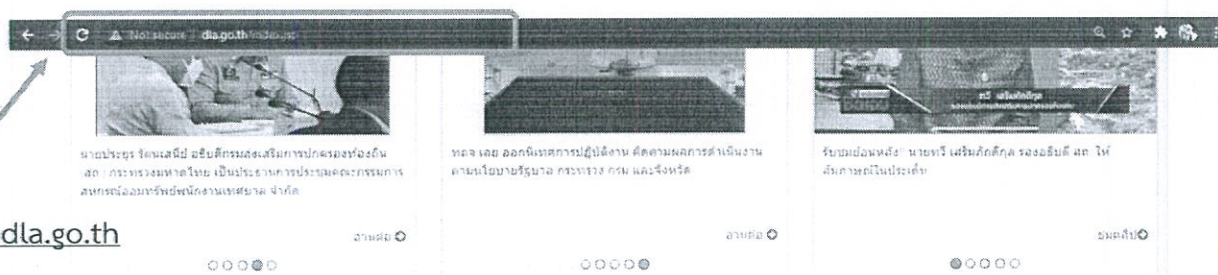 Not secure dla.go.th/index.jsp
ทวี เสริมภักดีกุล
นายประยูร รัตนเสนีย์ อธิบดีกรมส่งเสริมการปกครองท้องถิ่น
(สถ.) กระทรวงมหาดไทย เป็นประธานการประชุมคณะกรรมการ
สหกรณ์ออมทรัพย์พนักงานเทศบาล จำกัด
อ่านต่อ
ทถจ.เลย ออกนิเทศการปฏิบัติงาน ติดตามผลการดำเนินงาน
ตามนโยบายรัฐบาล กระทรวง กรม และจังหวัด
อ่านต่อ
รับชมย้อนหลัง!! นายทวี เสริมภักดีกุล รองอธิบดี สถ. ให้
สัมภาษณ์ในประเด็น
ชมคลิป
dla.go.th